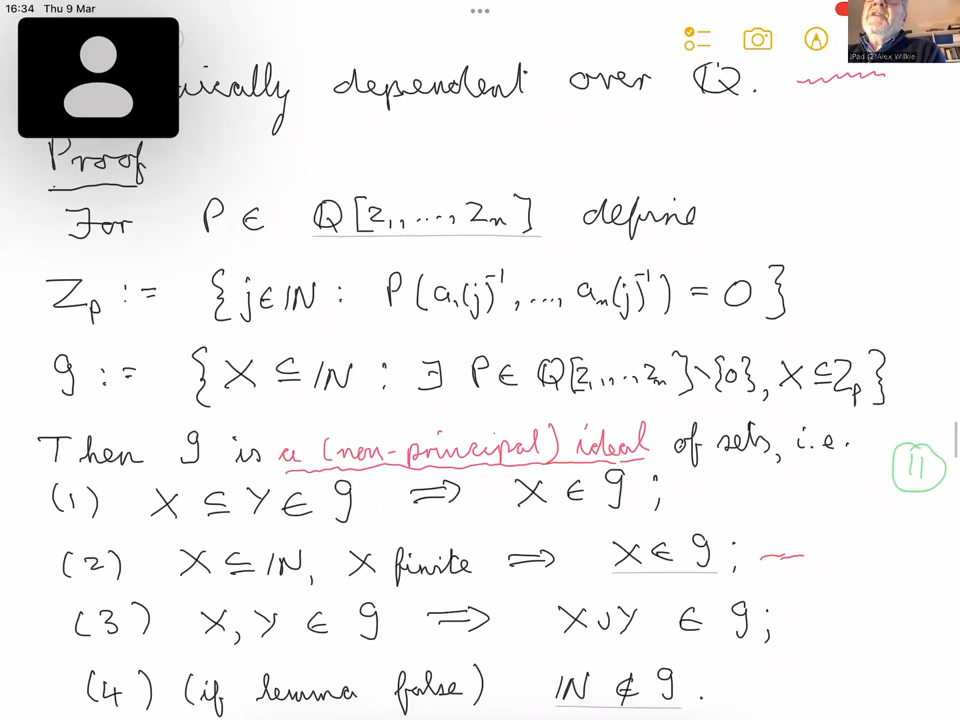 16:34 Thu 9 Mar
iPad (2)Alex Wilkie
ically dependent over ℚ.
Proof
For P ∈ ℚ[z₁,...,zₙ] define
Z_P := {j∈ℕ : P(a₁(j)⁻¹,..., aₙ(j)⁻¹) = 0}
𝒥 := {X ⊆ ℕ : ∃ P∈ ℚ[z₁,...,zₙ]∖{0}, X⊆Z_P}
Then 𝒥 is a (non-principal) ideal of sets, i.e.
11
(1) X ⊆ Y ∈ 𝒥 ⟹ X ∈ 𝒥 ;
(2) X ⊆ ℕ, X finite ⟹ X ∈ 𝒥 ;
(3) X, Y ∈ 𝒥 ⟹ X∪Y ∈ 𝒥 ;
(4) (if lemma false) ℕ ∉ 𝒥 .